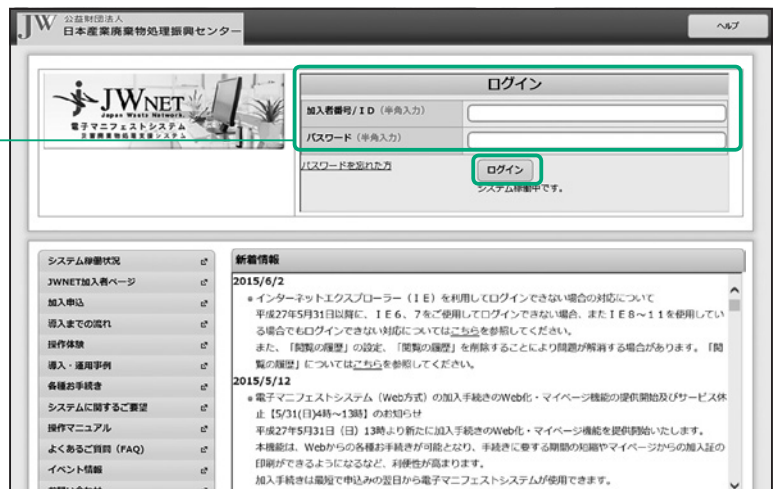 JW 公益財団法人
日本産業廃棄物処理振興センター
ヘルプ
JWNET
Japan Waste Network.
電子マニフェストシステム
災害廃棄物処理支援システム
ログイン
加入者番号/ID（半角入力）
パスワード（半角入力）
パスワードを忘れた方
ログイン
システム稼働中です。
システム稼働状況
JWNET加入者ページ
加入申込
導入までの流れ
操作体験
導入・運用事例
各種お手続き
システムに関するご要望
操作マニュアル
よくあるご質問（FAQ）
イベント情報
新着情報
2015/6/2
インターネットエクスプローラー（IE）を利用してログインできない場合の対応について
平成27年5月31日以降に、IE6、7をご使用してログインできない場合、またIE8～11を使用してい
る場合でもログインできない対応についてはこちらを参照してください。
また、「閲覧の履歴」の設定、「閲覧の履歴」を削除することにより問題が解消する場合があります。「閲
覧の履歴」についてはこちらを参照してください。
2015/5/12
電子マニフェストシステム（Web方式）の加入手続きのWeb化・マイページ機能の提供開始及びサービス休
止【5/31(日)4時～13時】のお知らせ
平成27年5月31日（日）13時より新たに加入手続きのWeb化・マイページ機能を提供開始いたします。
本機能は、Webからの各種お手続きが可能となり、手続きに要する期間の短縮やマイページからの加入証の
印刷ができるようになるなど、利便性が高まります。
加入手続きは最短で申込みの翌日から電子マニフェストシステムが使用できます。